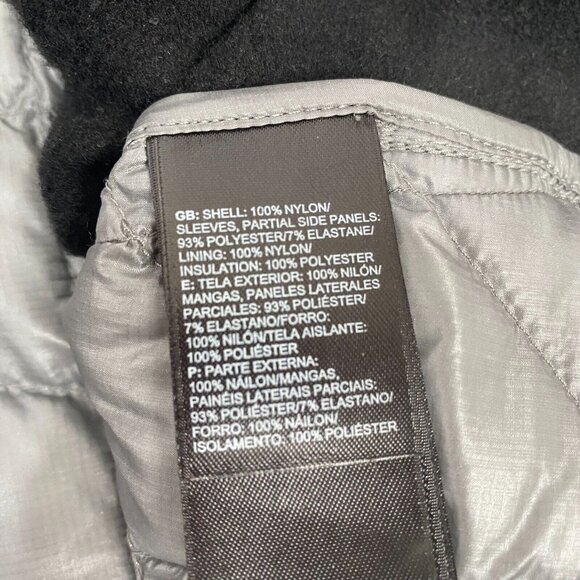 GB: SHELL: 100% NYLON/
SLEEVES, PARTIAL SIDE PANELS:
93% POLYESTER/7% ELASTANE/
LINING: 100% NYLON/
INSULATION: 100% POLYESTER
E: TELA EXTERIOR: 100% NILÓN/
MANGAS, PANELES LATERALES
PARCIALES: 93% POLIÉSTER/
7% ELASTANO/FORRO:
100% NILÓN/TELA AISLANTE:
100% POLIÉSTER
P: PARTE EXTERNA:
100% NÁILON/MANGAS,
PAINÉIS LATERAIS PARCIAIS:
93% POLIÉSTER/7% ELASTANO/
FORRO: 100% NÁILON/
ISOLAMENTO: 100% POLIÉSTER